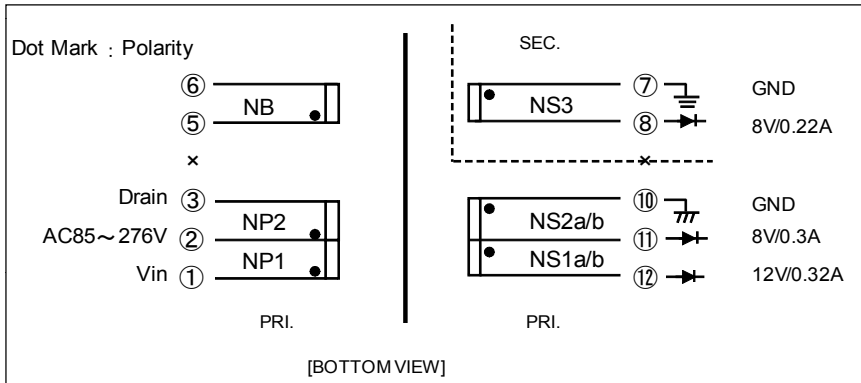 Dot Mark : Polarity
SEC.
⑥
NB
⑤
×
Drain ③
NP2
AC85～276V ②
NP1
Vin ①
PRI.
⑦ GND
NS3
⑧ 8V/0.22A
×
⑩ GND
NS2a/b
⑪ 8V/0.3A
NS1a/b
⑫ 12V/0.32A
PRI.
[BOTTOM VIEW]